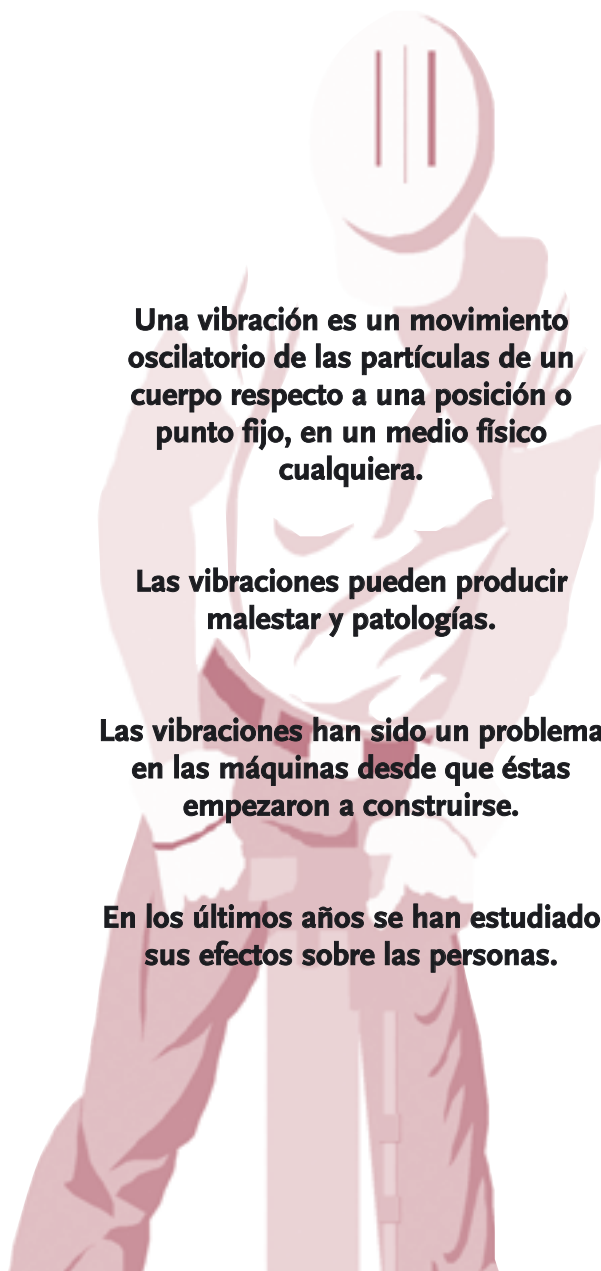 Una vibración es un movimiento
oscilatorio de las partículas de un
cuerpo respecto a una posición o
punto fijo, en un medio físico
cualquiera.
Las vibraciones pueden producir
malestar y patologías.
Las vibraciones han sido un problema
en las máquinas desde que éstas
empezaron a construirse.
En los últimos años se han estudiado
sus efectos sobre las personas.